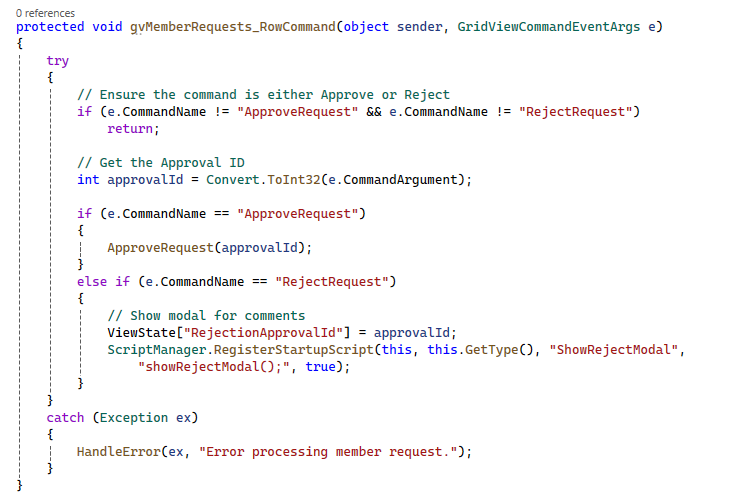 0 references
protected void gvMemberRequests_RowCommand(object sender, GridViewCommandEventArgs e)
{
try
{
// Ensure the command is either Approve or Reject
if (e.CommandName != "ApproveRequest" && e.CommandName != "RejectRequest")
return;
// Get the Approval ID
int approvalId = Convert.ToInt32(e.CommandArgument);
if (e.CommandName == "ApproveRequest")
{
ApproveRequest(approvalId);
}
else if (e.CommandName == "RejectRequest")
{
// Show modal for comments
ViewState["RejectionApprovalId"] = approvalId;
ScriptManager.RegisterStartupScript(this, this.GetType(), "ShowRejectModal",
"showRejectModal();", true);
}
}
catch (Exception ex)
{
HandleError(ex, "Error processing member request.");
}
}